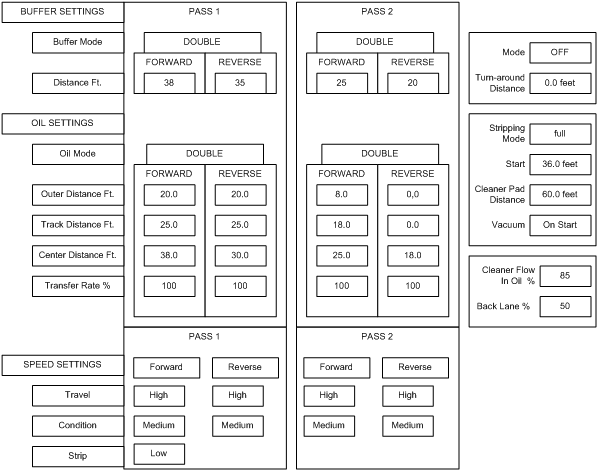 BUFFER SETTINGS PASS 1 PASS 2
Buffer Mode DOUBLE DOUBLE
FORWARD REVERSE FORWARD REVERSE
Distance Ft. 38 35 25 20
Mode OFF
Turn-around Distance 0.0 feet
OIL SETTINGS
Oil Mode DOUBLE DOUBLE
FORWARD REVERSE FORWARD REVERSE
Outer Distance Ft. 20.0 20.0 8.0 0,0
Track Distance Ft. 25.0 25.0 18.0 0.0
Center Distance Ft. 38.0 30.0 25.0 18.0
Transfer Rate % 100 100 100 100
Stripping Mode full
Start 36.0 feet
Cleaner Pad Distance 60.0 feet
Vacuum On Start
Cleaner Flow In Oil % 85
Back Lane % 50
PASS 1 PASS 2
SPEED SETTINGS Forward Reverse Forward Reverse
Travel High High High High
Condition Medium Medium Medium Medium
Strip Low